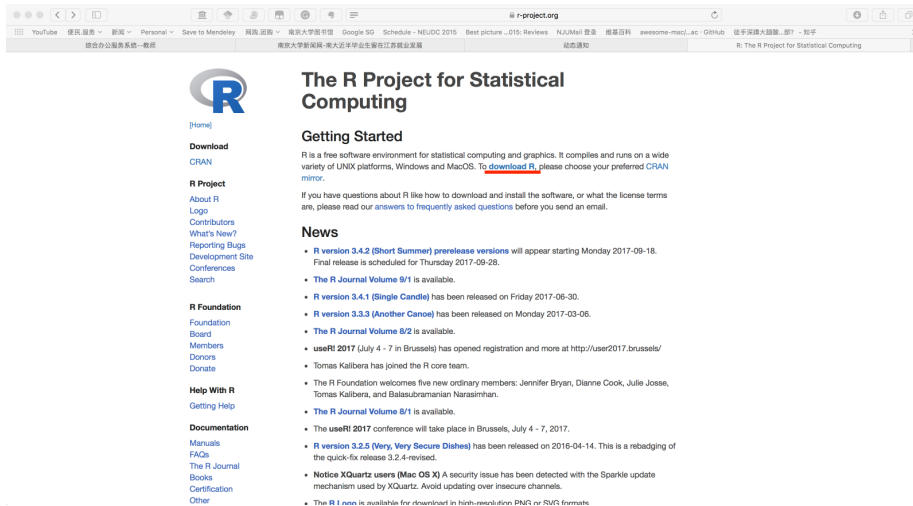 r-project.org
YouTube 便民.服务 新闻 Personal Save to Mendeley 网购.团购 南京大学图书馆 Google SG Schedule - NEUDC 2015 Best picture ...015: Reviews NJUMail 登录 维基百科 awesome-mac/...ac · GitHub 徒手深蹲大腿酸...部? - 知乎
综合办公服务系统--教师 南京大学新闻网-南大近半毕业生留在江苏就业发展 动态通知 R: The R Project for Statistical Computing
R
[Home]
Download
CRAN
R Project
About R
Logo
Contributors
What's New?
Reporting Bugs
Development Site
Conferences
Search
R Foundation
Foundation
Board
Members
Donors
Donate
Help With R
Getting Help
Documentation
Manuals
FAQs
The R Journal
Books
Certification
Other
The R Project for Statistical
Computing
Getting Started
R is a free software environment for statistical computing and graphics. It compiles and runs on a wide
variety of UNIX platforms, Windows and MacOS. To download R, please choose your preferred CRAN
mirror.
If you have questions about R like how to download and install the software, or what the license terms
are, please read our answers to frequently asked questions before you send an email.
News
• R version 3.4.2 (Short Summer) prerelease versions will appear starting Monday 2017-09-18.
Final release is scheduled for Thursday 2017-09-28.
• The R Journal Volume 9/1 is available.
• R version 3.4.1 (Single Candle) has been released on Friday 2017-06-30.
• R version 3.3.3 (Another Canoe) has been released on Monday 2017-03-06.
• The R Journal Volume 8/2 is available.
• useR! 2017 (July 4 - 7 in Brussels) has opened registration and more at http://user2017.brussels/
• Tomas Kalibera has joined the R core team.
• The R Foundation welcomes five new ordinary members: Jennifer Bryan, Dianne Cook, Julie Josse,
Tomas Kalibera, and Balasubramanian Narasimhan.
• The R Journal Volume 8/1 is available.
• The useR! 2017 conference will take place in Brussels, July 4 - 7, 2017.
• R version 3.2.5 (Very, Very Secure Dishes) has been released on 2016-04-14. This is a rebadging of
the quick-fix release 3.2.4-revised.
• Notice XQuartz users (Mac OS X) A security issue has been detected with the Sparkle update
mechanism used by XQuartz. Avoid updating over insecure channels.
• The R Logo is available for download in high-resolution PNG or SVG formats.